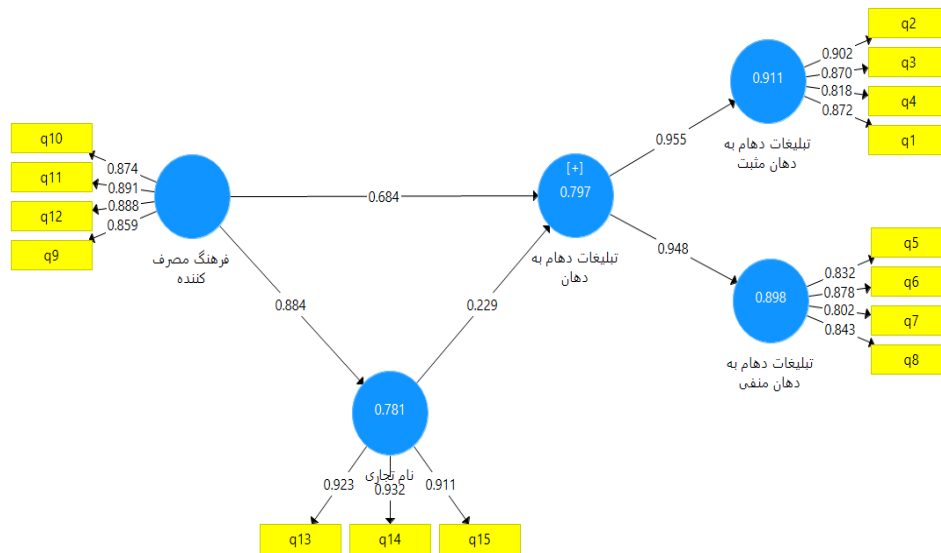 q2
0.902
q3
0.870
0.911
0.818
q4
0.872
q1
تبلیغات دهام به
دهان مثبت
q10
0.874
q11
0.891
q12
0.888
0.859
q9
فرهنگ مصرف
کننده
0.684
0.955
[+]
0.797
تبلیغات دهام به
دهان
0.948
q5
0.832
q6
0.878
0.898
0.802
q7
0.843
q8
تبلیغات دهام به
دهان منفی
0.884
0.229
0.781
نام تجاری
0.923
0.932
0.911
q13
q14
q15